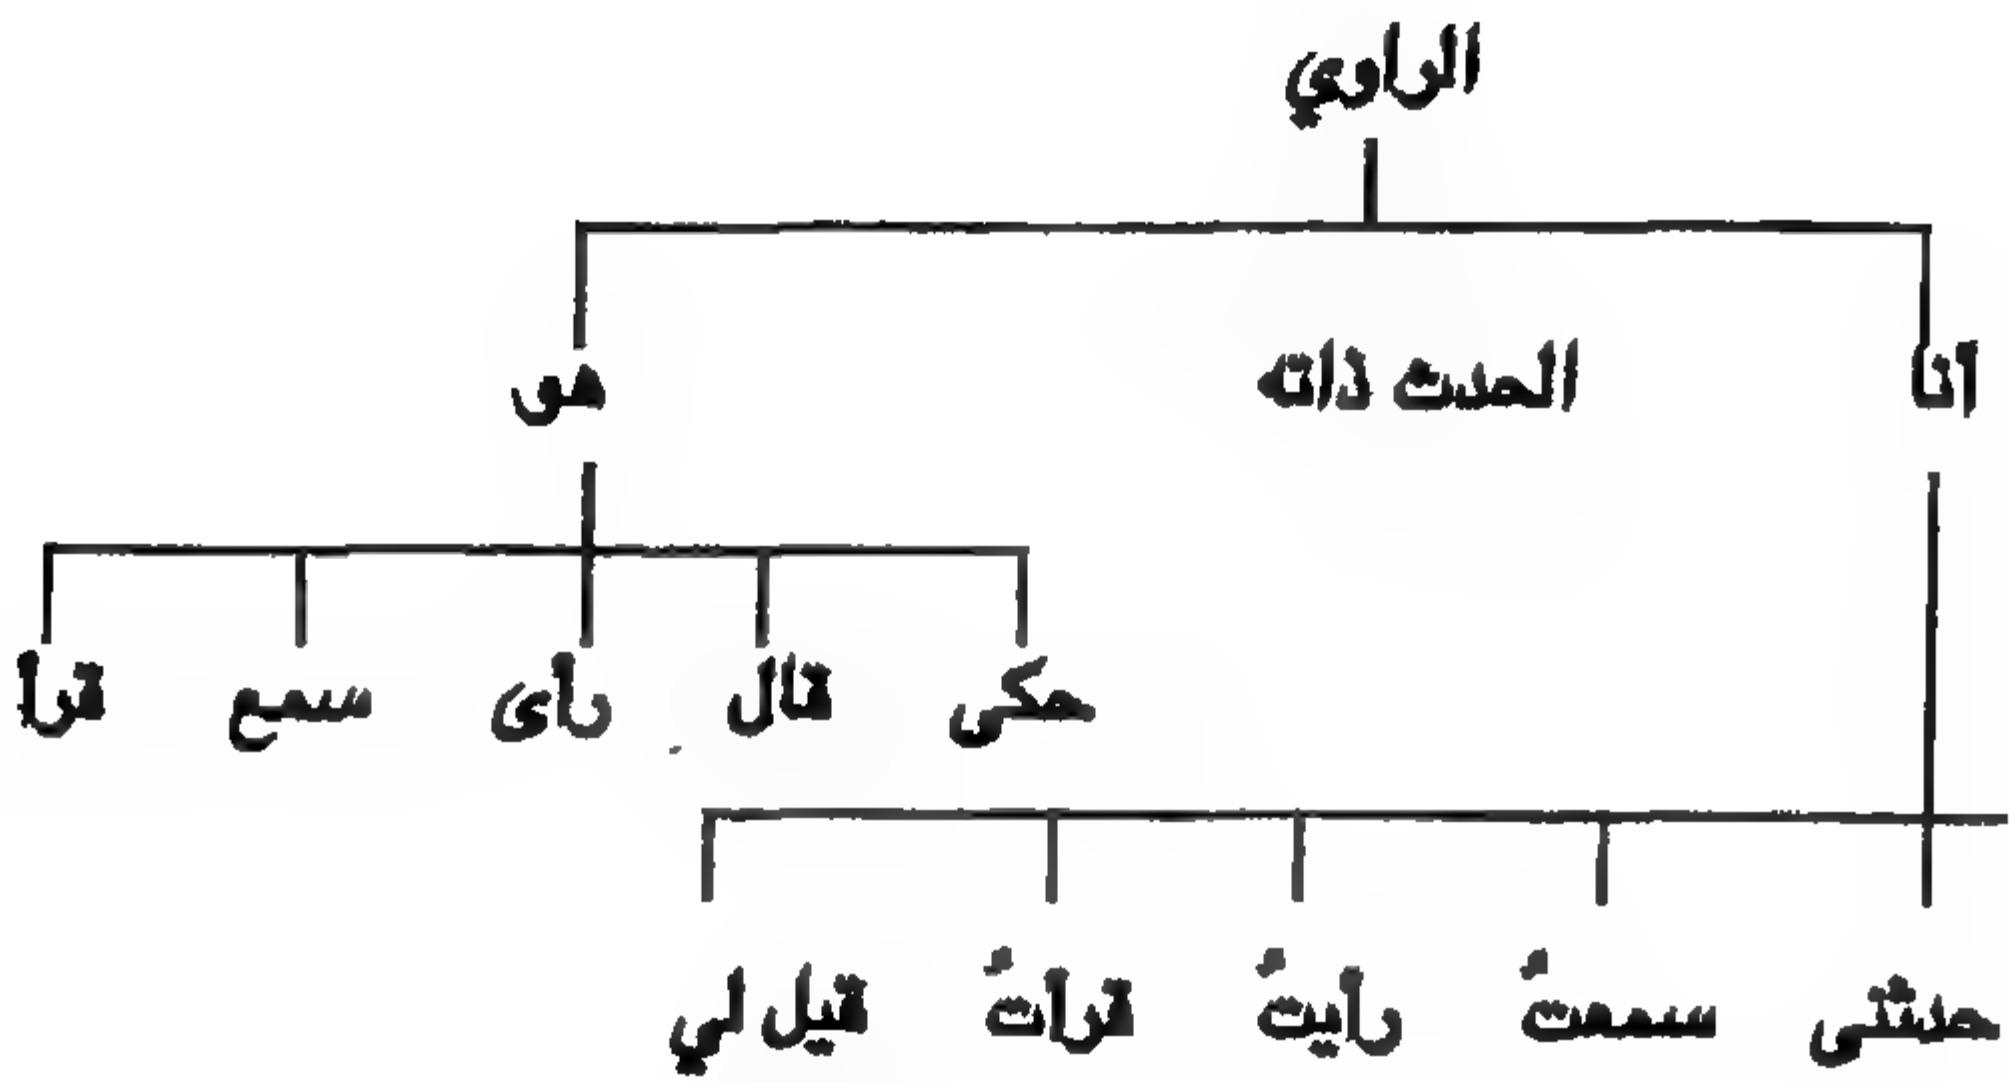 الراوي
أنا الحدث ذاته هو
حكى قال رأى سمع قرأ
حدثني سمعتُ رأيتُ قرأتُ قيل لي